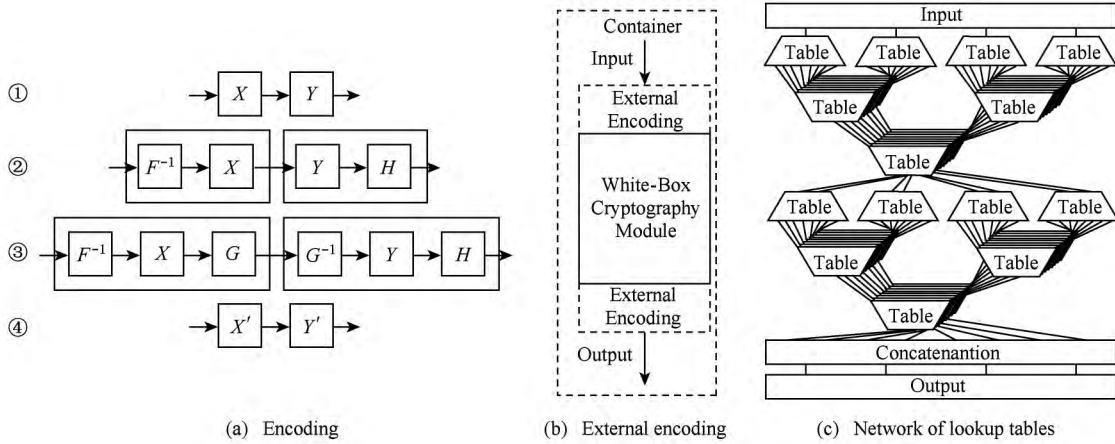 ① X Y
② F⁻¹ X Y H
③ F⁻¹ X G G⁻¹ Y H
④ X′ Y′
(a) Encoding
Container
Input
External
Encoding
White-Box
Cryptography
Module
External
Encoding
Output
(b) External encoding
Input
Table Table Table Table
Table Table
Table
Table Table Table Table
Table Table
Table
Concatenantion
Output
(c) Network of lookup tables